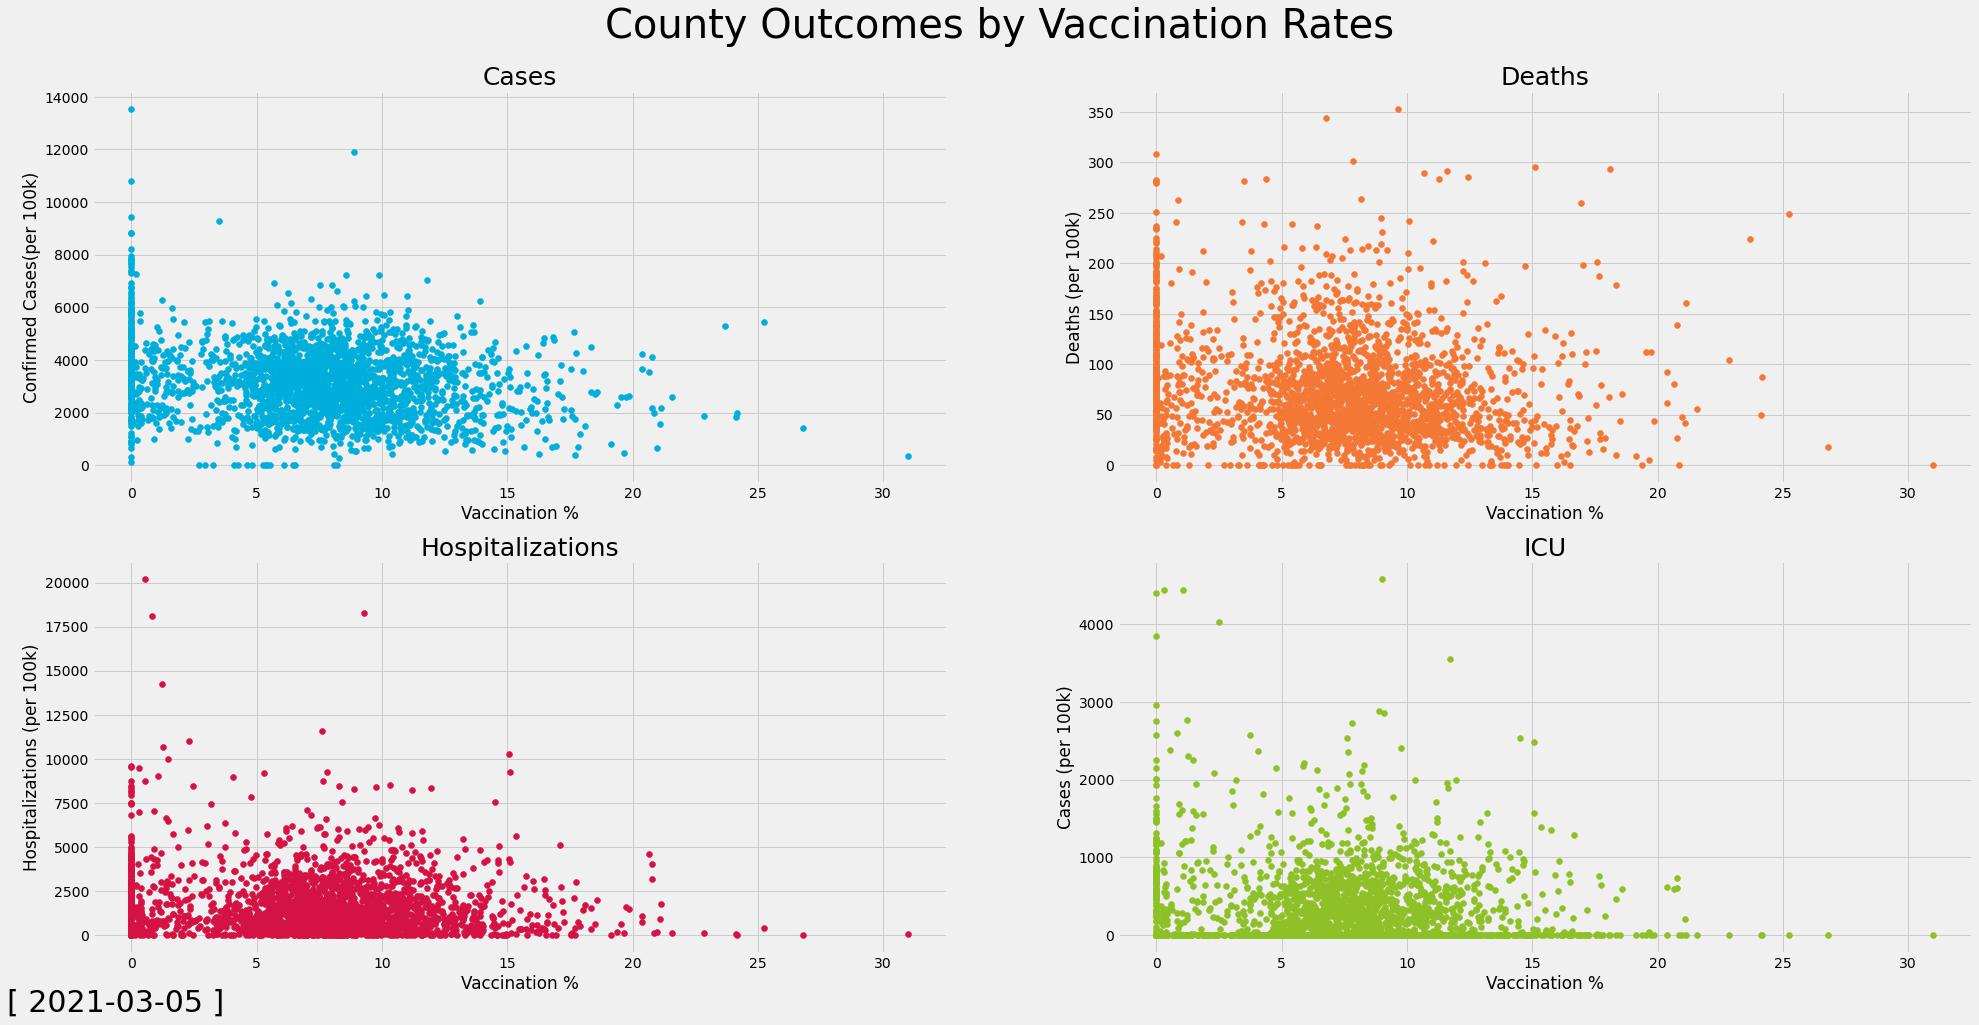 County Outcomes by Vaccination Rates
Cases
Confirmed Cases(per 100k)
14000
12000
10000
8000
6000
4000
2000
0
0 5 10 15 20 25 30
Vaccination %
Deaths
Deaths (per 100k)
350
300
250
200
150
100
50
0
0 5 10 15 20 25 30
Vaccination %
Hospitalizations
Hospitalizations (per 100k)
20000
17500
15000
12500
10000
7500
5000
2500
0
0 5 10 15 20 25 30
Vaccination %
ICU
Cases (per 100k)
4000
3000
2000
1000
0
0 5 10 15 20 25 30
Vaccination %
[ 2021-03-05 ]